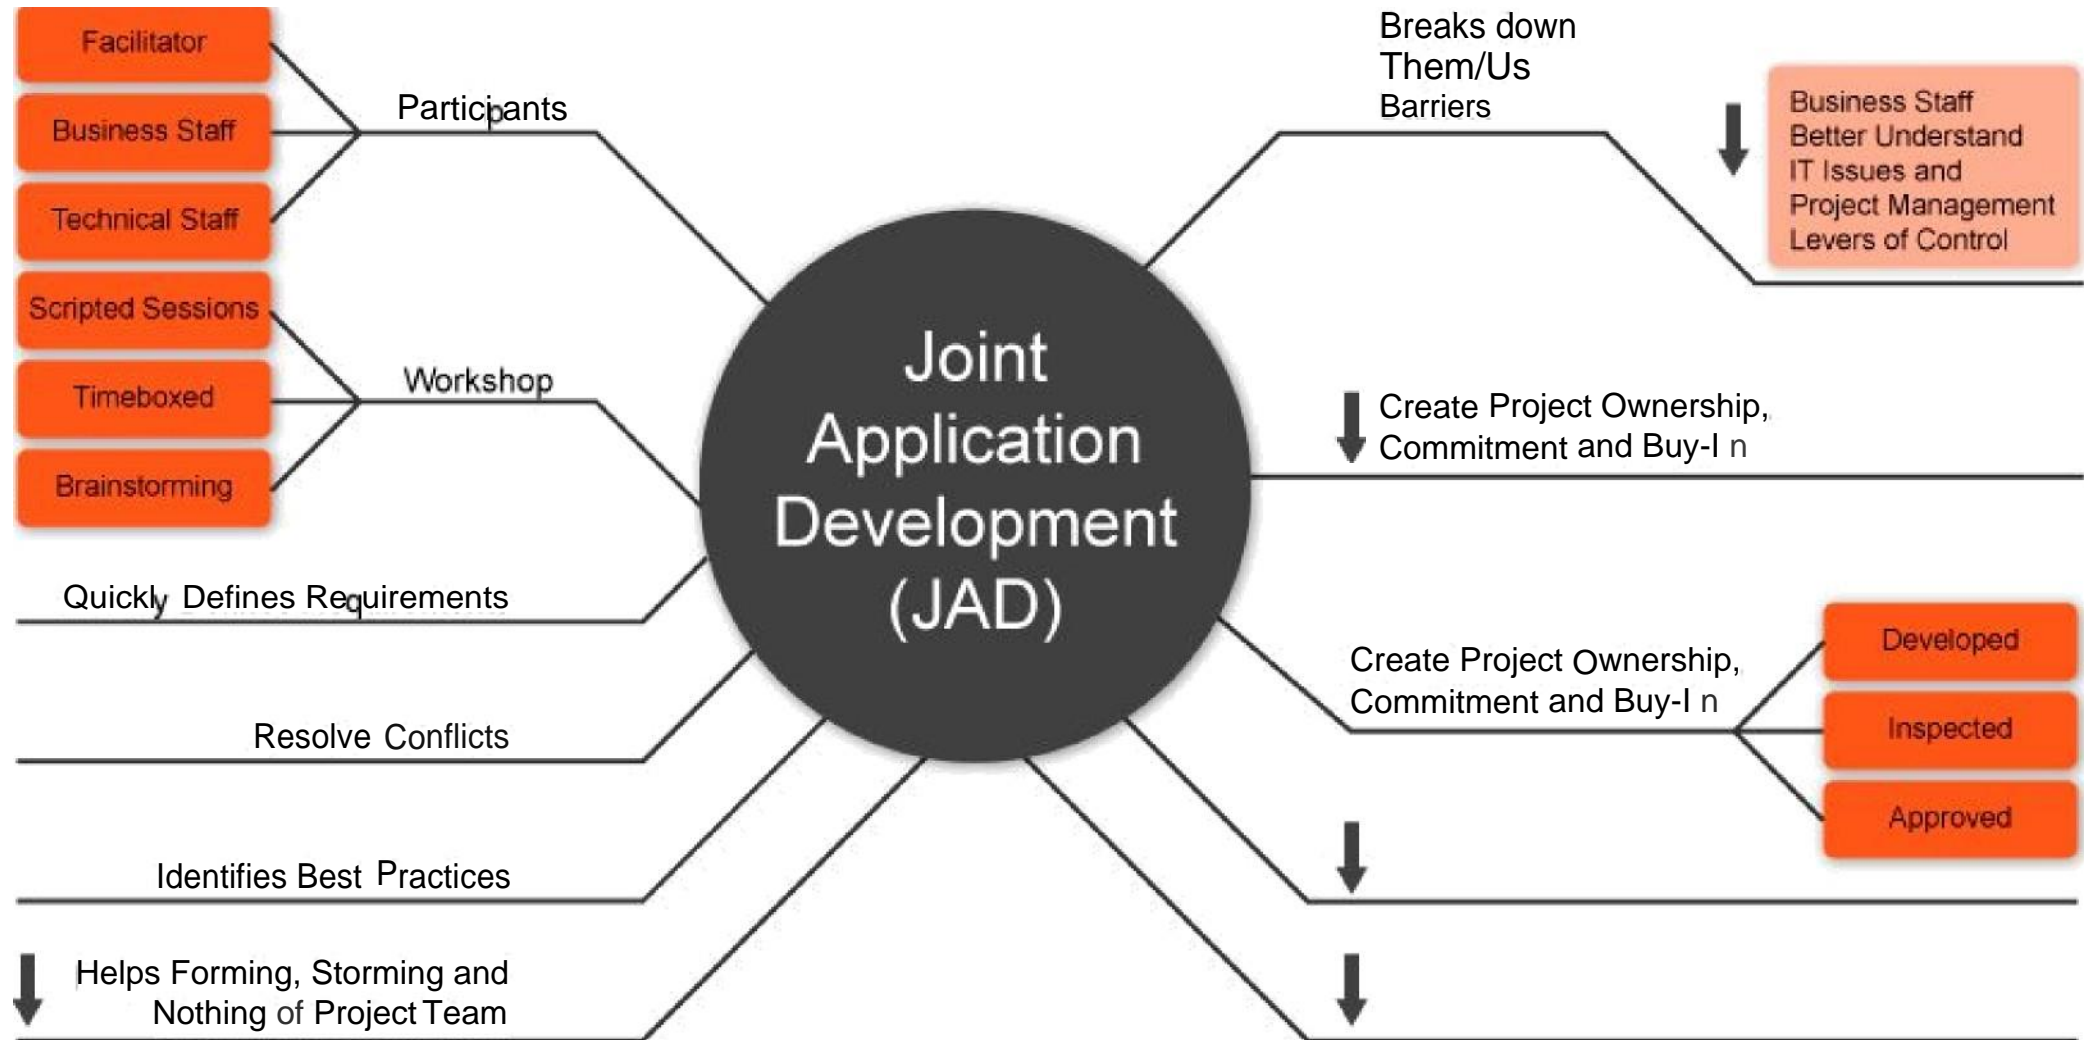 Facilitator
Business Staff
Technical Staff
Participants
Scripted Sessions
Timeboxed
Brainstorming
Workshop
Quickly Defines Requirements
Resolve Conflicts
Identifies Best Practices
Helps Forming, Storming and
Nothing of Project Team
Joint
Application
Development
(JAD)
Breaks down
Them/Us
Barriers
Business Staff
Better Understand
IT Issues and
Project Management
Levers of Control
Create Project Ownership,
Commitment and Buy-I n
Create Project Ownership,
Commitment and Buy-I n
Developed
Inspected
Approved